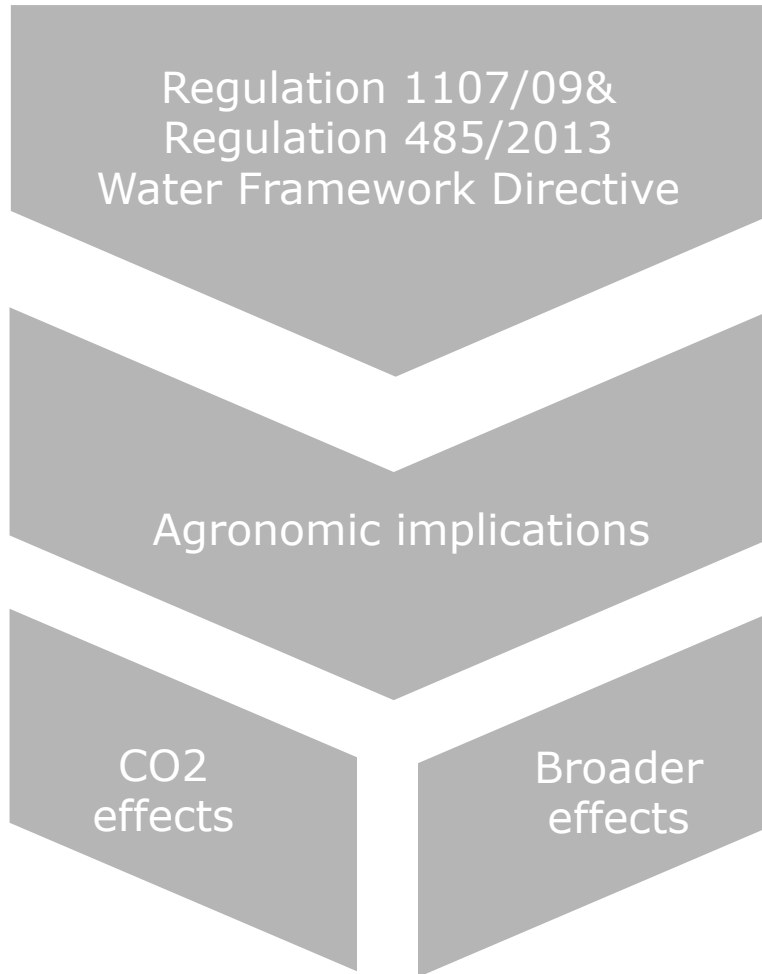 Regulation 1107/09&
Regulation 485/2013
Water Framework Directive
Agronomic implications
CO2
effects
Broader
effects